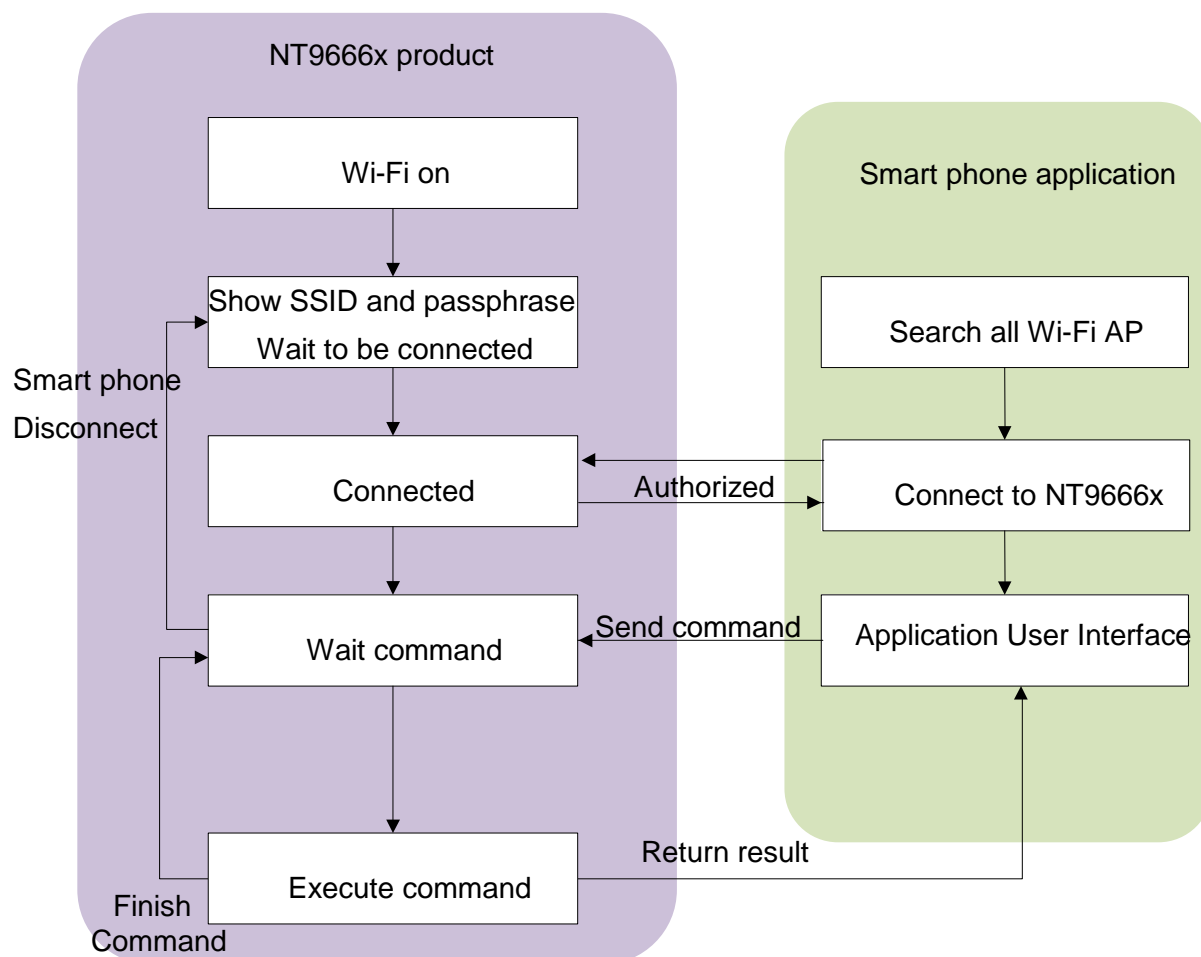 NT9666x product
Wi-Fi on
Show SSID and passphrase
Wait to be connected
Smart phone
Disconnect
Connected
Wait command
Execute command
Finish
Command
Authorized
Send command
Return result
Smart phone application
Search all Wi-Fi AP
Connect to NT9666x
Application User Interface